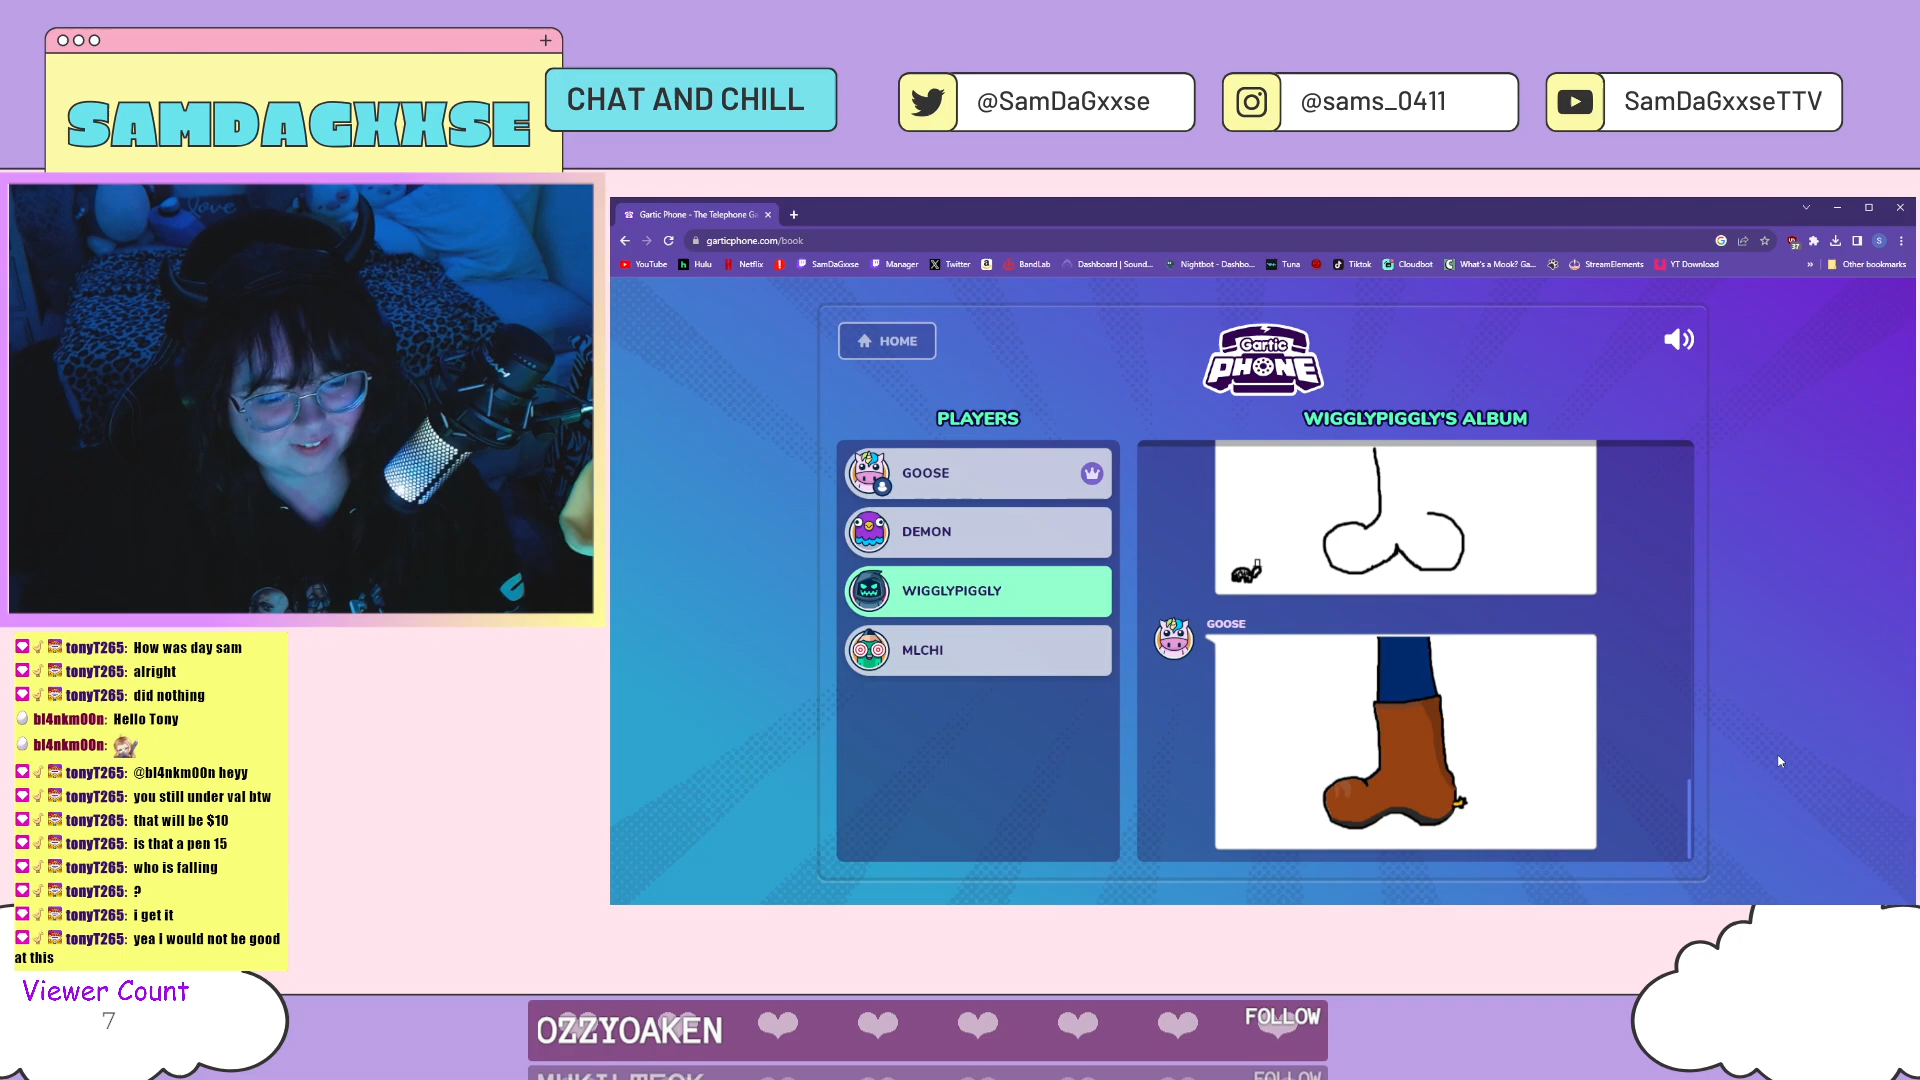 SAMDAGXXSE
CHAT AND CHILL
@SamDaGxxse
@sams_0411
SamDaGxxseTTV
love
Gartic Phone - The Telephone Ga
garticphone.com/book
37
S
YouTube
Hulu
Netflix
SamDaGxxse
Manager
Twitter
BandLab
Dashboard | Sound...
Nightbot - Dashbo...
Tuna
Tiktok
Cloudbot
What's a Mook? Ga...
StreamElements
YT Download
Other bookmarks
HOME
Gartic
PHONE
PLAYERS
WIGGLYPIGGLY'S ALBUM
GOOSE
DEMON
WIGGLYPIGGLY
MLCHI
GOOSE
tonyT265: How was day sam
tonyT265: alright
tonyT265: did nothing
bl4nkm00n: Hello Tony
bl4nkm00n:
tonyT265: @bl4nkm00n heyy
tonyT265: you still under val btw
tonyT265: that will be $10
tonyT265: is that a pen 15
tonyT265: who is falling
tonyT265: ?
tonyT265: i get it
tonyT265: yea I would not be good
at this
Viewer Count
7
OZZYOAKEN
FOLLOW
FOLLOW